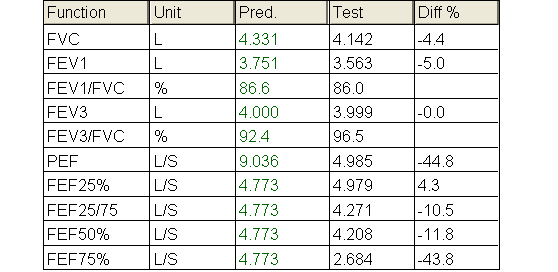 Function Unit Pred. Test Diff %
FVC L 4.331 4.142 -4.4
FEV1 L 3.751 3.563 -5.0
FEV1/FVC % 86.6 86.0
FEV3 L 4.000 3.999 -0.0
FEV3/FVC % 92.4 96.5
PEF L/S 9.036 4.985 -44.8
FEF25% L/S 4.773 4.979 4.3
FEF25/75 L/S 4.773 4.271 -10.5
FEF50% L/S 4.773 4.208 -11.8
FEF75% L/S 4.773 2.684 -43.8